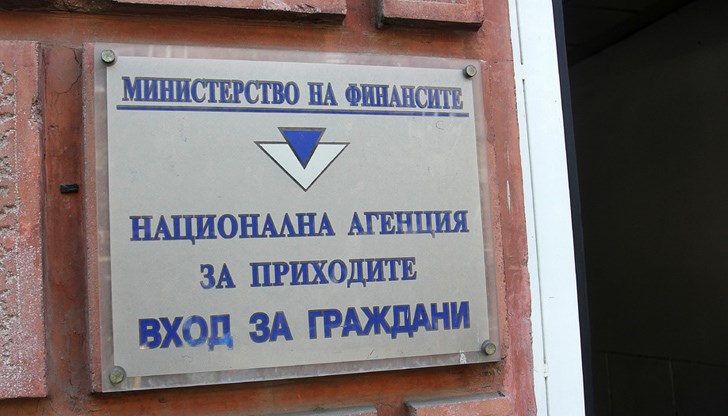 МИНИСТЕРСТВО НА ФИНАНСИТЕ
НАЦИОНАЛНА АГЕНЦИЯ
ЗА ПРИХОДИТЕ
ВХОД ЗА ГРАЖДАНИ